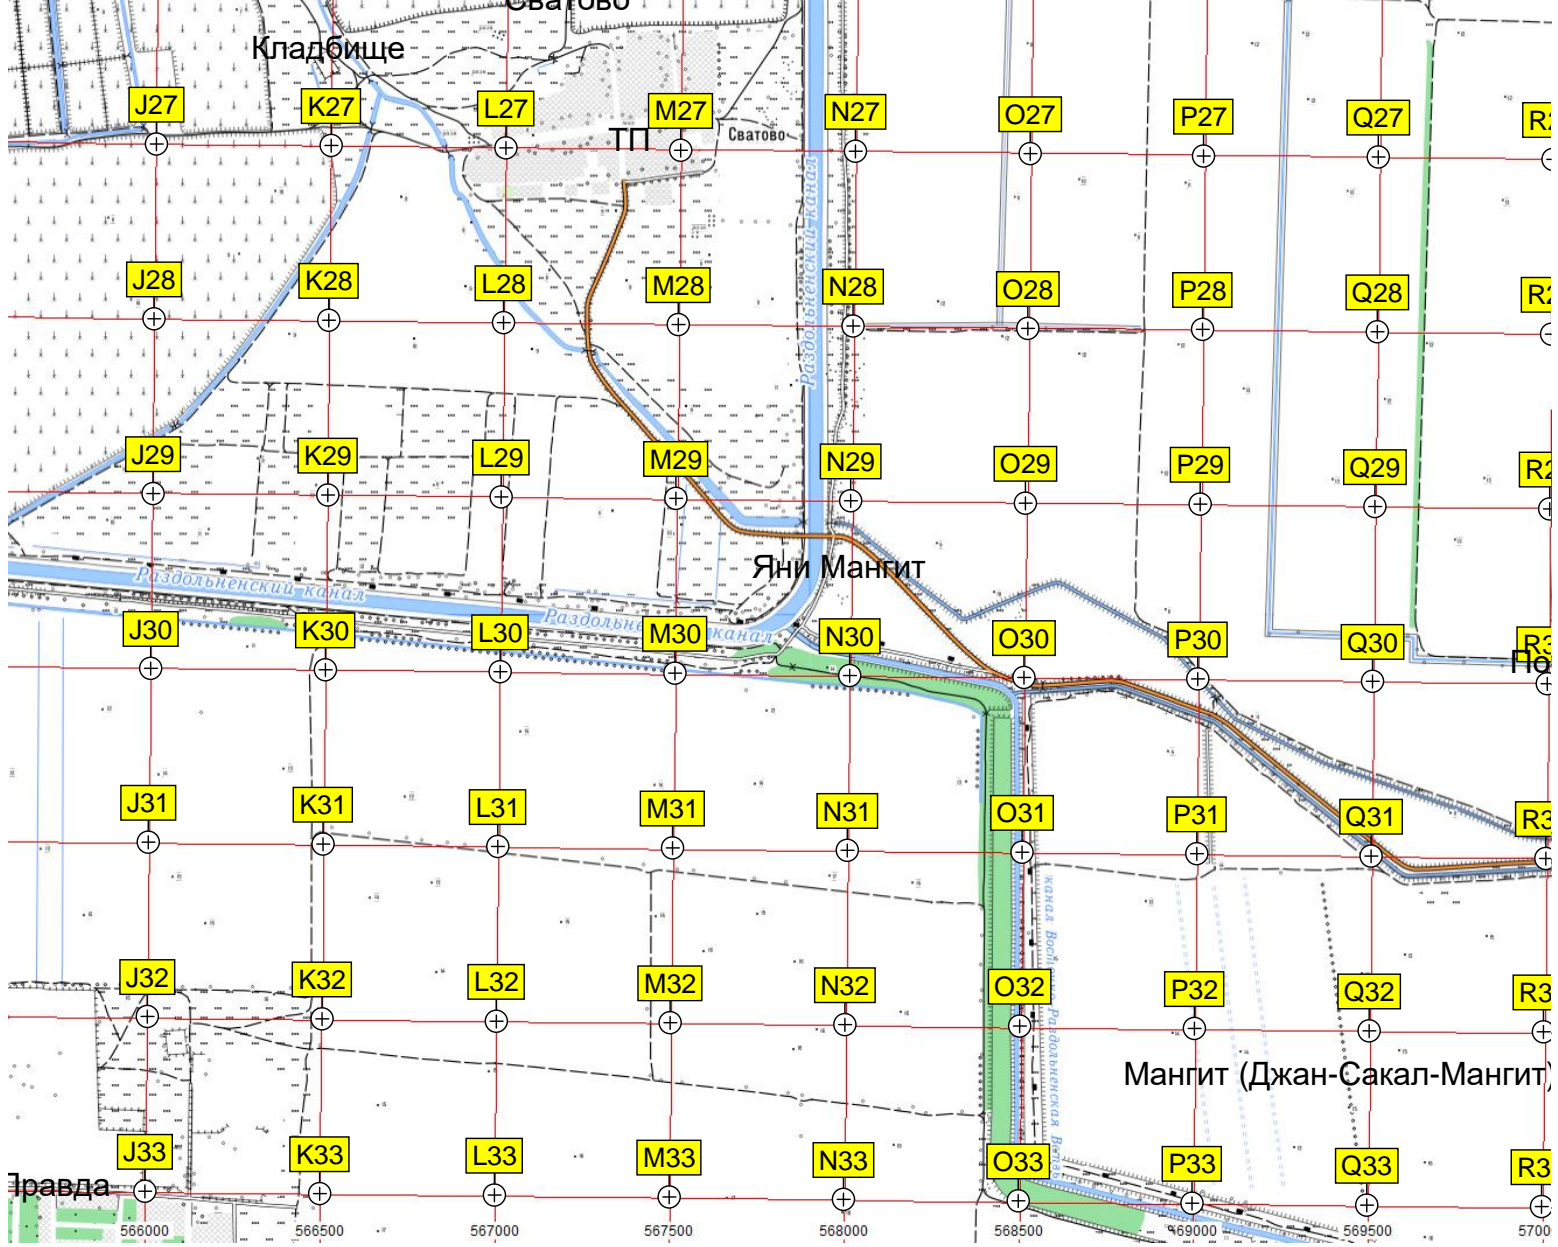 Сватово
Кладбище
J27 K27 L27 M27 N27 O27 P27 Q27
ТП
Сватово
Раздольненский канал
J28 K28 L28 M28 N28 O28 P28 Q28
J29 K29 L29 M29 N29 O29 P29 Q29
Яни Мангит
Раздольненский канал
J30 K30 L30 M30 N30 O30 P30 Q30
канал
J31 K31 L31 M31 N31 O31 P31 Q31
J32 K32 L32 M32 N32 O32 P32 Q32
Мангит (Джан-Сакал-Мангит)
J33 K33 L33 M33 N33 O33 P33 Q33
Правда
566000 566500 567000 567500 568000 568500 569000 569500